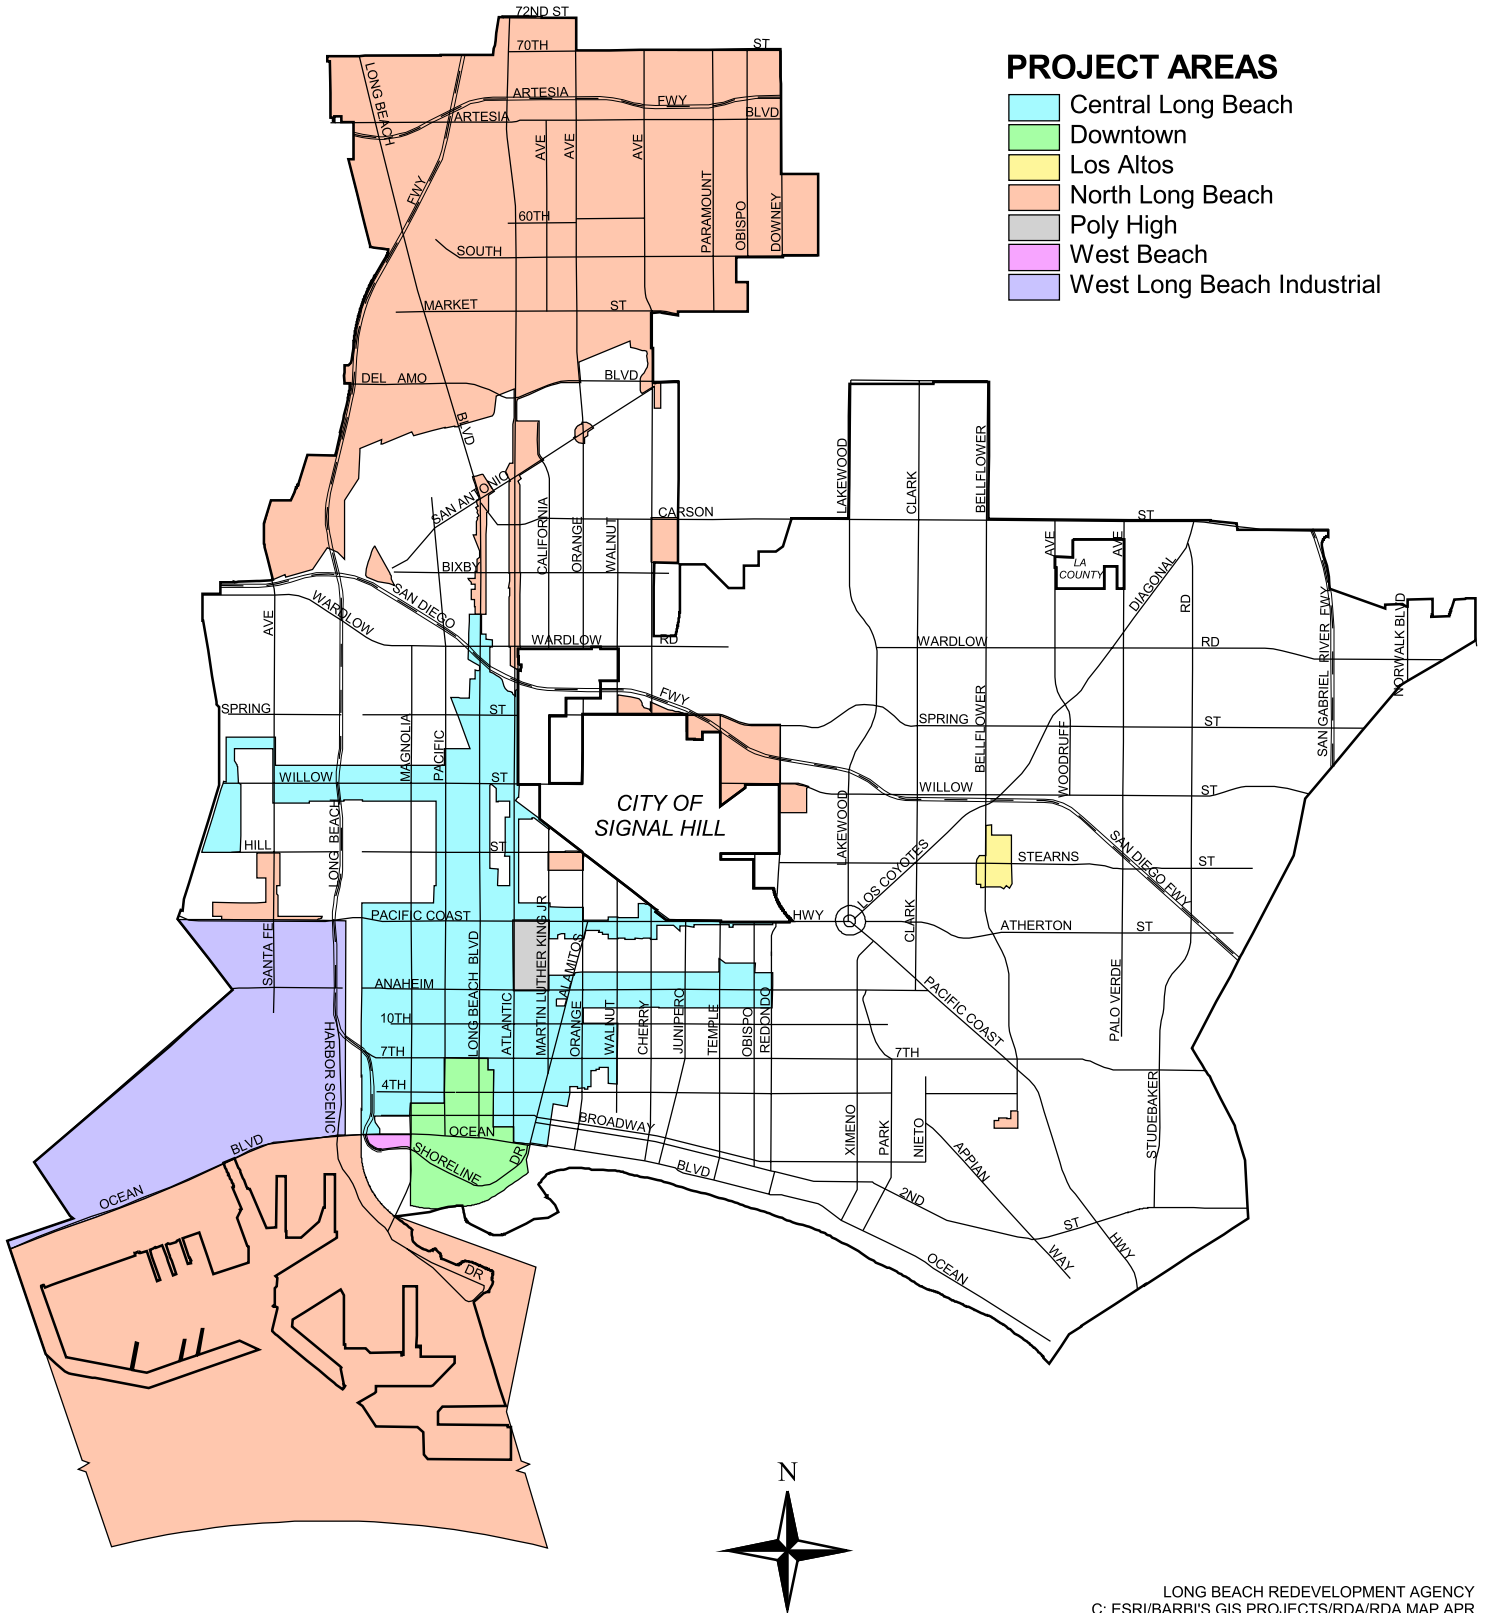 72ND ST
70TH
ST
PROJECT AREAS
Central Long Beach
Downtown
Los Altos
North Long Beach
Poly High
West Beach
West Long Beach Industrial
LONG BEACH
ARTESIA
FWY
ARTESIA
BLVD
AVE
AVE
AVE
FWY
PARAMOUNT
OBISPO
DOWNEY
60TH
SOUTH
MARKET
ST
DEL AMO
BLVD
BLVD
SAN ANTONIO
CALIFORNIA
ORANGE
WALNUT
CARSON
LAKEWOOD
CLARK
BELLFLOWER
ST
AVE
AVE
LA
COUNTY
DIAGONAL
RD
BIXBY
SAN DIEGO
WARDLOW
AVE
WARDLOW
RD
WARDLOW
RD
SAN GABRIEL RIVER FWY
NORWALK BLVD
FWY
SPRING
ST
SPRING
ST
MAGNOLIA
PACIFIC
BELLFLOWER
WOODRUFF
WILLOW
ST
WILLOW
ST
CITY OF
SIGNAL HILL
LONG BEACH
LAKEWOOD
HILL
ST
LOS COYOTES
STEARNS
ST
SAN DIEGO FWY
PACIFIC COAST
HWY
CLARK
ATHERTON
ST
SANTA FE
LONG BEACH BLVD
MARTIN LUTHER KING JR
ALAMITOS
ANAHEIM
ATLANTIC
ORANGE
WALNUT
CHERRY
JUNIPERO
TEMPLE
OBISPO
REDONDO
PACIFIC COAST
PALO VERDE
10TH
HARBOR SCENIC
7TH
7TH
4TH
STUDEBAKER
XIMENO
PARK
NIETO
BROADWAY
OCEAN
BLVD
SHORELINE
DR
BLVD
APPIAN
OCEAN
2ND
ST
WAY
HWY
OCEAN
DR
N
LONG BEACH REDEVELOPMENT AGENCY
C: ESRI/BARBI'S GIS PROJECTS/RDA/RDA MAP.APR